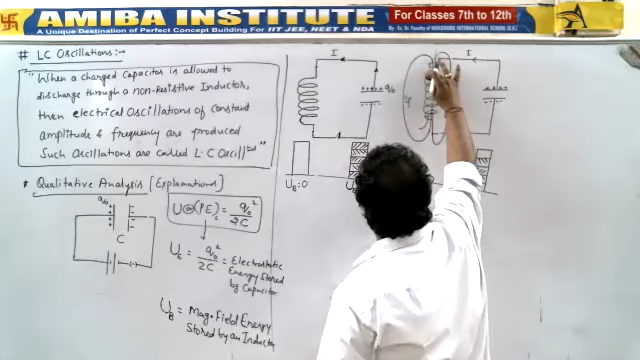 AMIBA INSTITUTE
A Unique Destination of Perfect Concept Building For IIT JEE, NEET & NDA
For Classes 7th to 12th
# LC Oscillations:-
"When a charged Capacitor is allowed to
discharge through a non-Resistive Inductor,
then electrical Oscillations of Constant
amplitude & frequency are produced
Such Oscillations are called L-C Oscill"
* Qualitative Analysis [Explanations]
q₀
C
U (P.E)c = q₀²/2C
Uc = q₀²/2C = Electrostatic
Energy Stored
by Capacitor
U_B = Mag. Field Energy
Stored by an Inductor
I
q₀
U_B=0
I